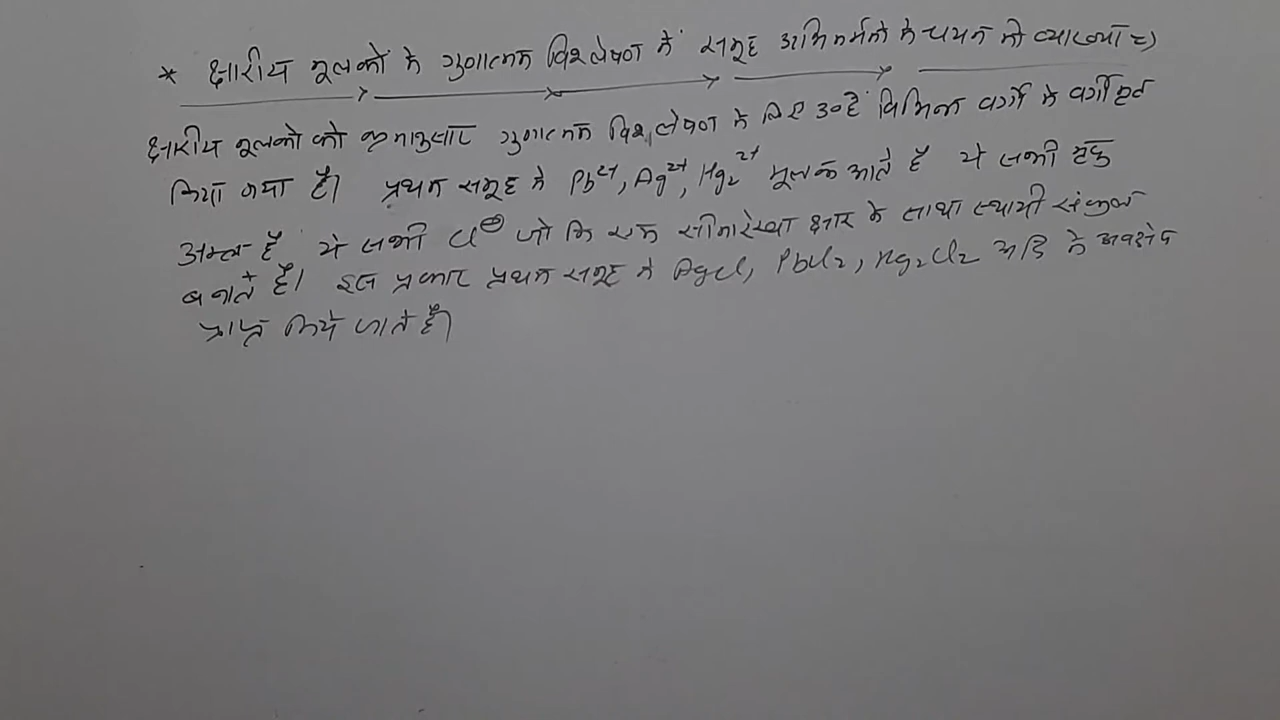 * क्षारीय मूलकों के गुणात्मक विश्लेषण में समूह अभिकर्मको के चयन की व्याख्या =)
क्षारीय मूलको को क्रमानुसार गुणात्मक विश्लेषण के लिए उन्हें विभिन्न वर्गो मे वर्गीकृत
किया गया है। प्रथम समूह मे Pb²⁺, Ag²⁺, Hg₂²⁺ मूलक आते हैं ये सभी मृदु
अम्ल हैं ये सभी Cl⊖ जो कि एक सीमारेखा क्षार के साथ स्थायी संकुल
बनाते हैं। इस प्रकार प्रथम समूह मे AgCl, PbCl₂, Hg₂Cl₂ आदि के अवक्षेप
प्राप्त किये जाते हैं।